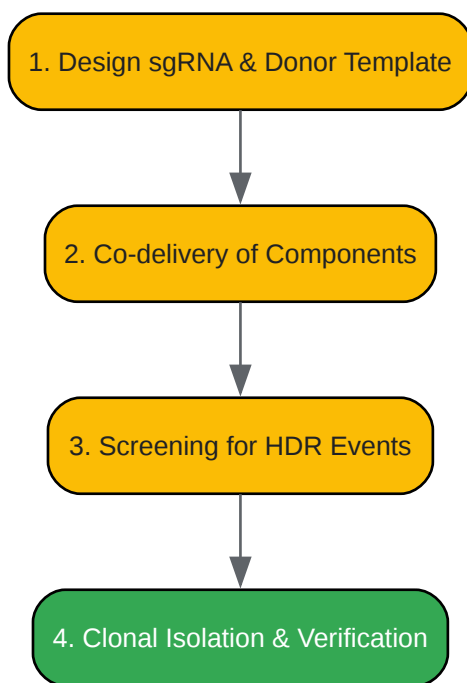 1. Design sgRNA & Donor Template
2. Co-delivery of Components
3. Screening for HDR Events
4. Clonal Isolation & Verification